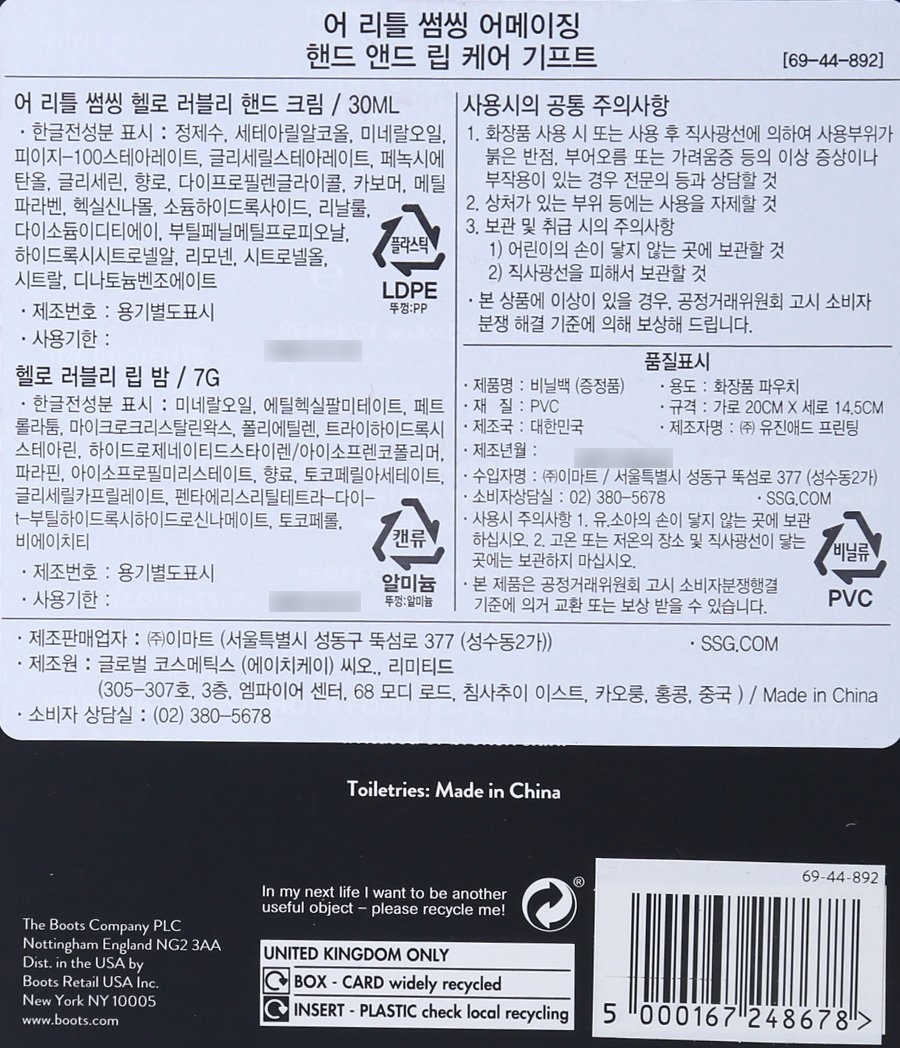 어 리틀 썸씽 어메이징
핸드 앤드 립 케어 기프트
[69-44-892]
어 리틀 썸씽 헬로 러블리 핸드 크림 / 30ML
· 한글전성분 표시 : 정제수, 세테아릴알코올, 미네랄오일,
피이지-100스테아레이트, 글리세릴스테아레이트, 페녹시에
탄올, 글리세린, 향로, 다이프로필렌글라이콜, 카보머, 메틸
파라벤, 헥실신나몰, 소듐하이드록사이드, 리날룰,
다이소듐이디티에이, 부틸페닐메틸프로피오날,
하이드록시시트로넬알, 리모넨, 시트로넬올,
시트랄, 디나토늄벤조에이트
· 제조번호 : 용기별도표시
· 사용기한 :
플라스틱
LDPE
뚜껑:PP
헬로 러블리 립 밤 / 7G
· 한글전성분 표시 : 미네랄오일, 에틸헥실팔미테이트, 페트
롤라툼, 마이크로크리스탈린왁스, 폴리에틸렌, 트라이하이드록시
스테아린, 하이드로제네이티드스타이렌/아이소프렌코폴리머,
파라핀, 아이소프로필미리스테이트, 향료, 토코페릴아세테이트,
글리세릴카프릴레이트, 펜타에리스리틸테트라-다이-
t-부틸하이드록시하이드로신나메이트, 토코페롤,
비에이치티
· 제조번호 : 용기별도표시
· 사용기한 :
캔류
알미늄
뚜껑:알미늄
사용시의 공통 주의사항
1. 화장품 사용 시 또는 사용 후 직사광선에 의하여 사용부위가
붉은 반점, 부어오름 또는 가려움증 등의 이상 증상이나
부작용이 있는 경우 전문의 등과 상담할 것
2. 상처가 있는 부위 등에는 사용을 자제할 것
3. 보관 및 취급 시의 주의사항
1) 어린이의 손이 닿지 않는 곳에 보관할 것
2) 직사광선을 피해서 보관할 것
· 본 상품에 이상이 있을 경우, 공정거래위원회 고시 소비자
분쟁 해결 기준에 의해 보상해 드립니다.
품질표시
· 제품명 : 비닐백 (증정품) · 용도 : 화장품 파우치
· 재 질 : PVC · 규격 : 가로 20CM X 세로 14,5CM
· 제조국 : 대한민국 · 제조자명 : ㈜ 유진애드 프린팅
· 제조년월 :
· 수입자명 : ㈜이마트 / 서울특별시 성동구 뚝섬로 377 (성수동2가)
· 소비자상담실 : 02) 380-5678 · SSG.COM
· 사용시 주의사항 1. 유.소아의 손이 닿지 않는 곳에 보관
하십시오. 2. 고온 또는 저온의 장소 및 직사광선이 닿는
곳에는 보관하지 마십시오.
· 본 제품은 공정거래위원회 고시 소비자분쟁행결
기준에 의거 교환 또는 보상 받을 수 있습니다.
비닐류
PVC
· 제조판매업자 : ㈜이마트 (서울특별시 성동구 뚝섬로 377 (성수동2가)) · SSG.COM
· 제조원 : 글로벌 코스메틱스 (에이치케이) 씨오., 리미티드
(305-307호, 3층, 엠파이어 센터, 68 모디 로드, 침사추이 이스트, 카오룽, 홍콩, 중국 ) / Made in China
· 소비자 상담실 : (02) 380-5678
Toiletries: Made in China
The Boots Company PLC
Nottingham England NG2 3AA
Dist. in the USA by
Boots Retail USA Inc.
New York NY 10005
www.boots.com
In my next life I want to be another
useful object – please recycle me!
®
UNITED KINGDOM ONLY
BOX - CARD widely recycled
INSERT - PLASTIC check local recycling
69-44-892
5 000167 248678 >